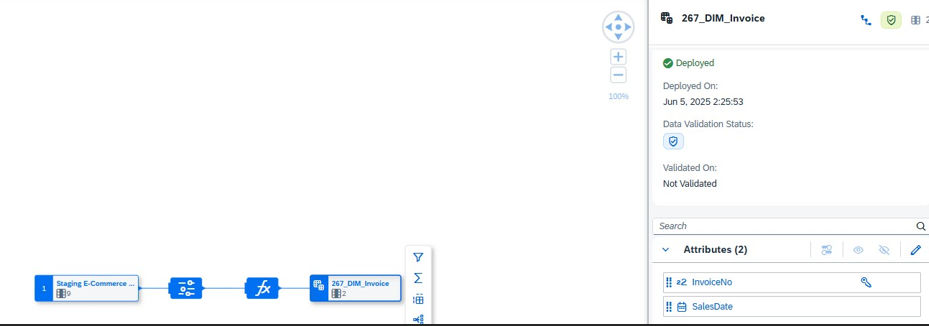 267_DIM_Invoice
2
Deployed
Deployed On:
Jun 5, 2025 2:25:53
Data Validation Status:
Validated On:
Not Validated
100%
Search
Attributes (2)
InvoiceNo
SalesDate
1
Staging E-Commerce ...
9
fx
267_DIM_Invoice
2